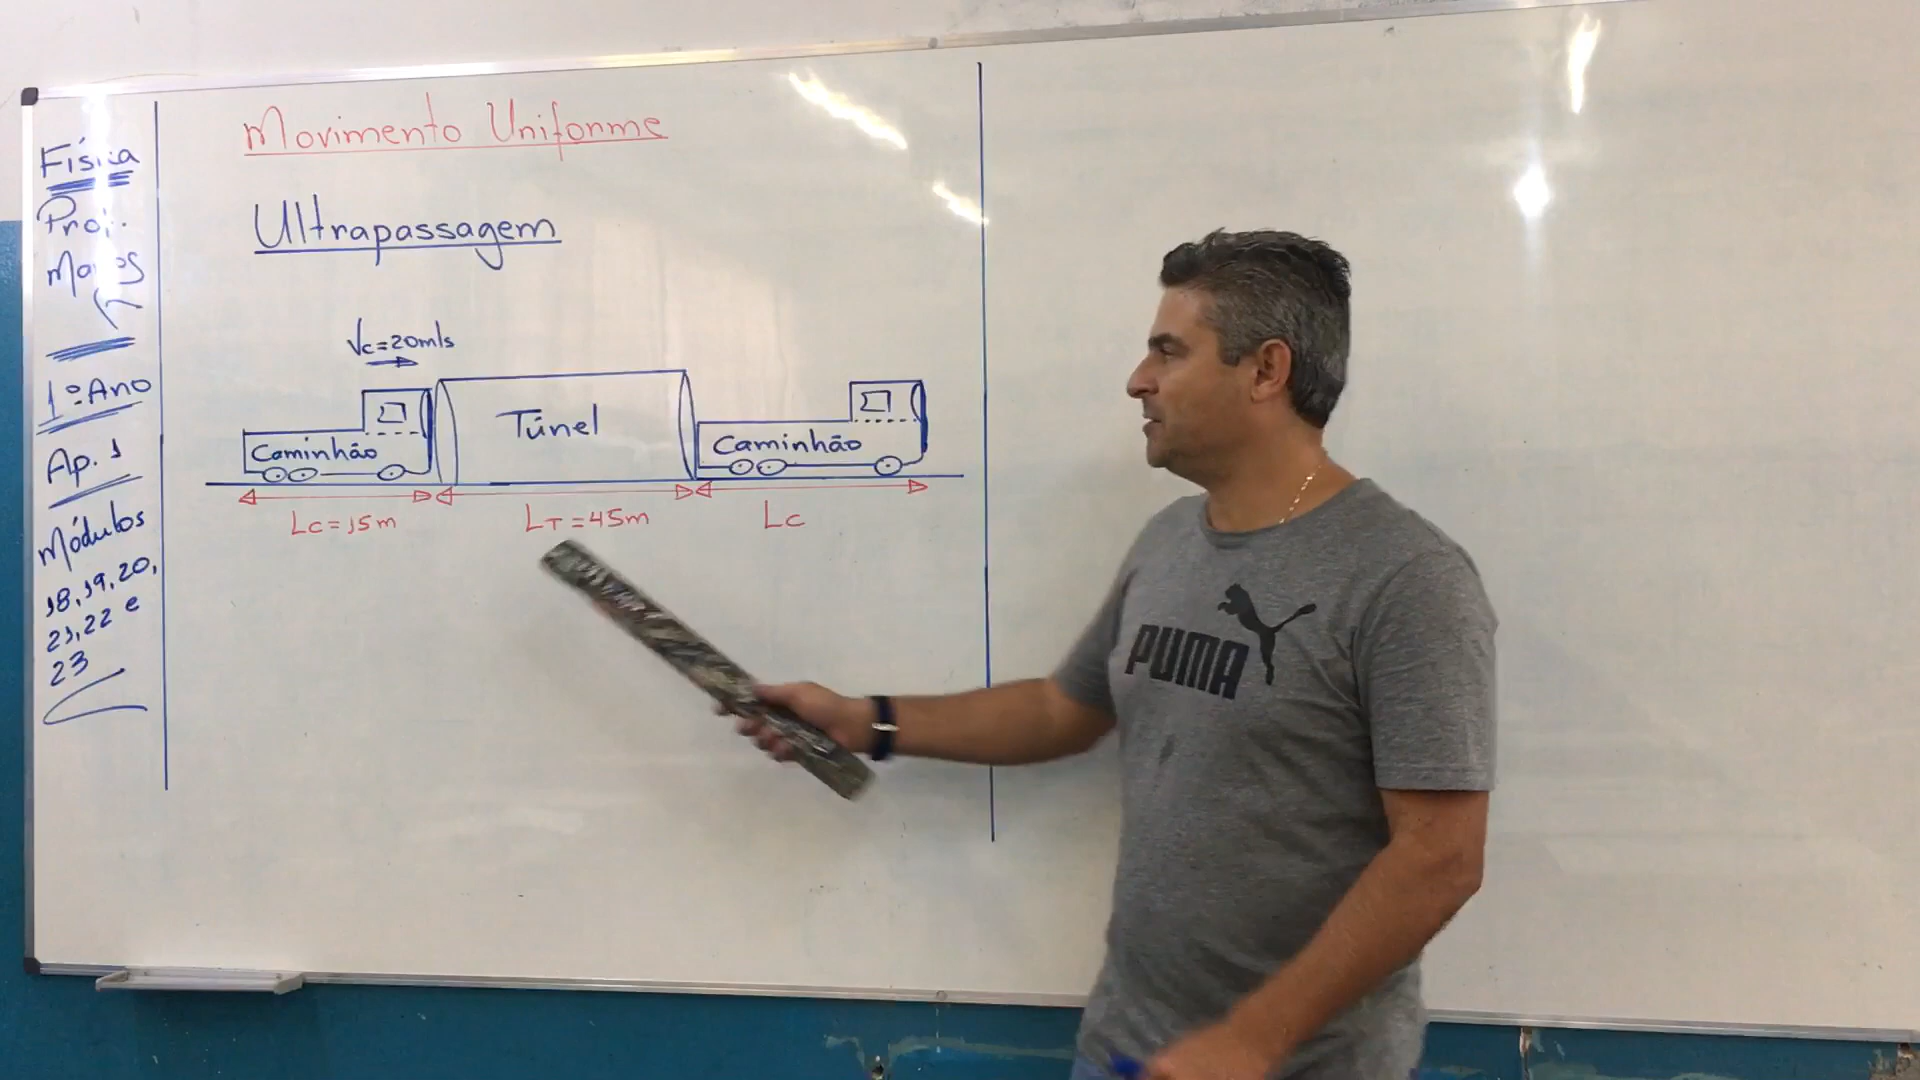 Física
Prof.
1º Ano
Ap. 1
Módulos
18, 19, 20,
21, 22 e
23
Movimento Uniforme
Ultrapassagem
Vc=20m/s
Caminhão
Túnel
Caminhão
Lc=15m
LT=45m
Lc
PUMA